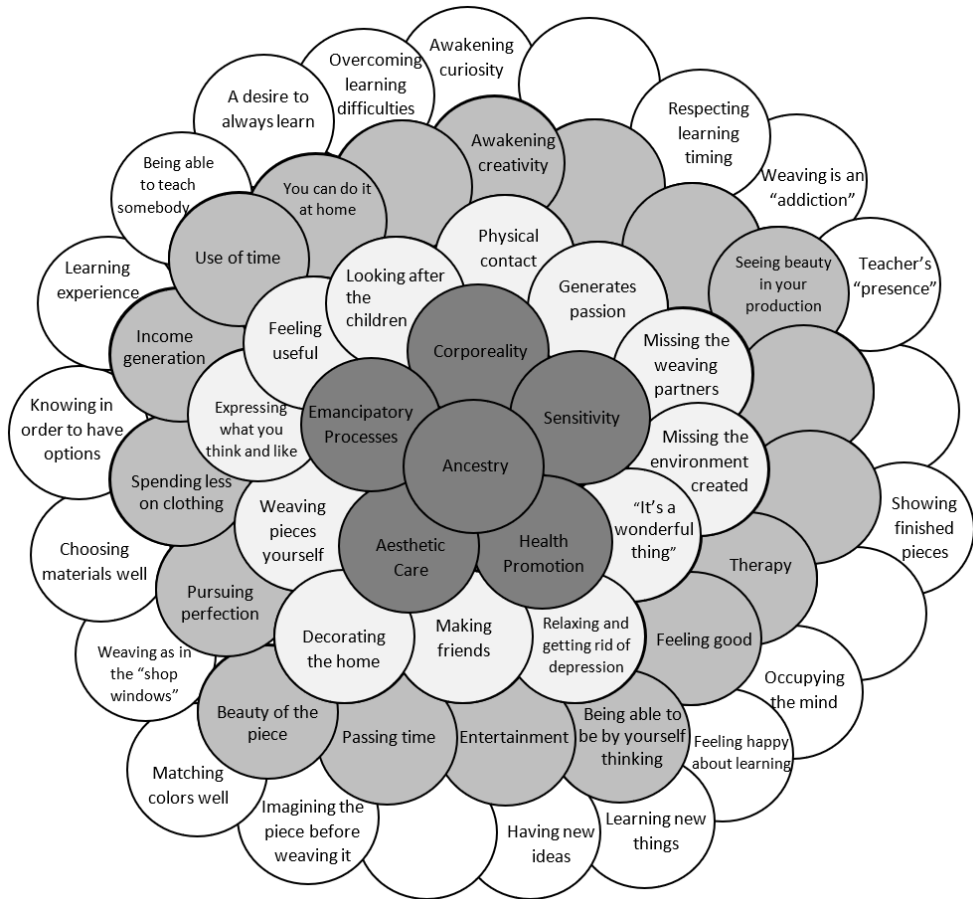 Awakening
curiosity
Overcoming
learning
difficulties
A desire to
always learn
Respecting
learning
timing
Being able
to teach
somebody
Weaving is an
“addiction”
Awakening
creativity
You can do it
at home
Use of time
Physical
contact
Learning
experience
Looking after
the
children
Generates
passion
Seeing beauty
in your
production
Teacher’s
“presence”
Income
generation
Feeling
useful
Corporeality
Missing the
weaving
partners
Knowing in
order to have
options
Expressing
what you
think and like
Emancipatory
Processes
Sensitivity
Missing the
environment
created
Ancestry
Spending less
on clothing
Weaving
pieces
yourself
“It’s a
wonderful
thing”
Showing
finished
pieces
Choosing
materials well
Aesthetic
Care
Health
Promotion
Therapy
Pursuing
perfection
Decorating
the home
Making
friends
Relaxing and
getting rid of
depression
Feeling good
Weaving as in
the “shop
windows”
Occupying
the mind
Beauty of the
piece
Passing time
Entertainment
Being able to
be by yourself
thinking
Feeling happy
about learning
Matching
colors well
Imagining the
piece before
weaving it
Having new
ideas
Learning new
things